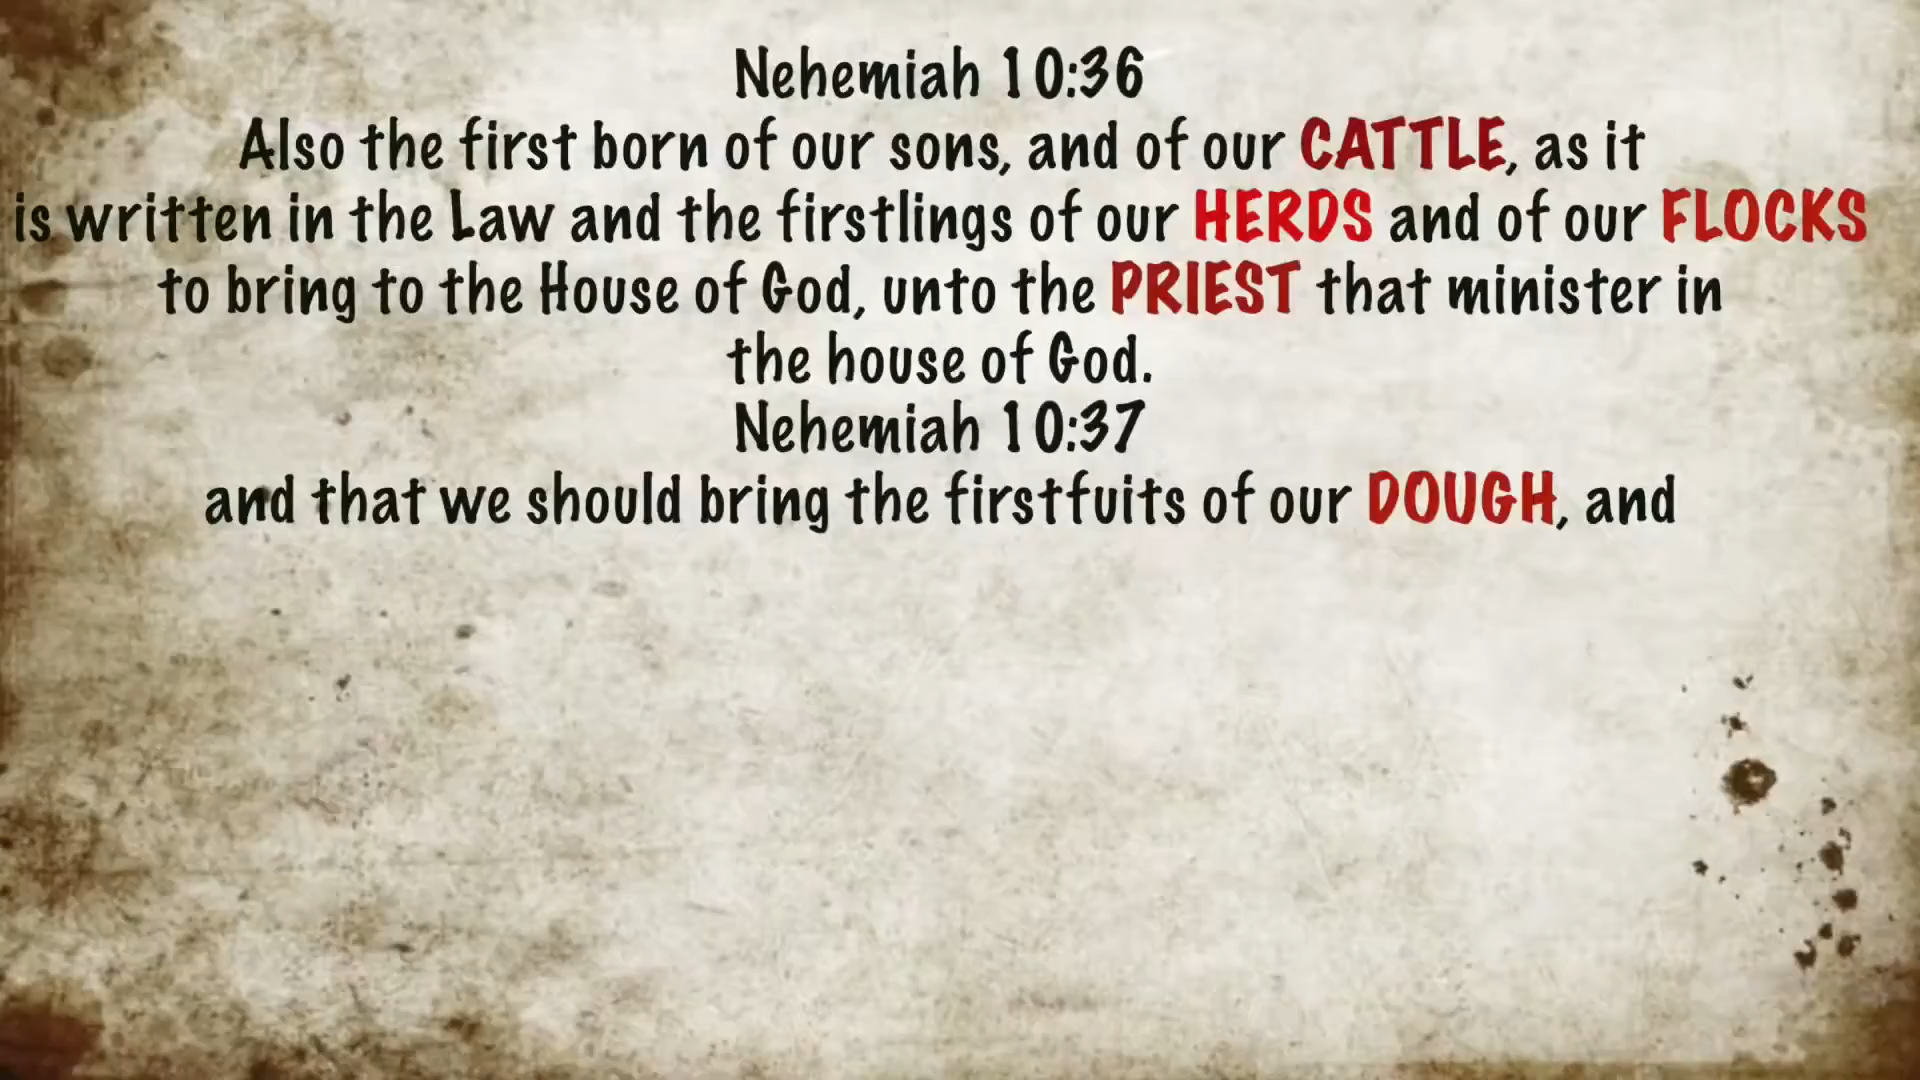 Nehemiah 10:36
Also the first born of our sons, and of our CATTLE, as it
is written in the Law and the firstlings of our HERDS and of our FLOCKS
to bring to the House of God, unto the PRIEST that minister in
the house of God.
Nehemiah 10:37
and that we should bring the firstfuits of our DOUGH, and